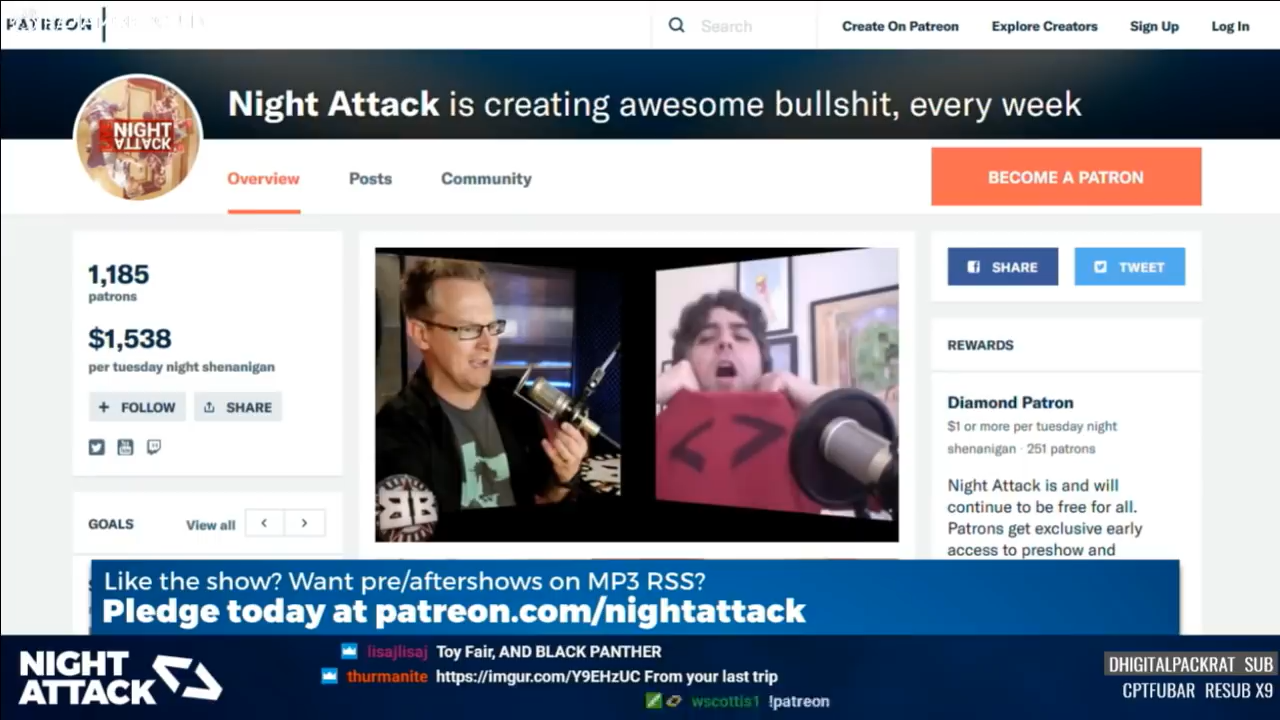 PATREON
Search
Create On Patreon
Explore Creators
Sign Up
Log In
NIGHT
ATTACK
Night Attack is creating awesome bullshit, every week
Overview
Posts
Community
BECOME A PATRON
1,185
patrons
$1,538
per tuesday night shenanigan
+ FOLLOW
SHARE
GOALS
View all
< >
BB
SHARE
TWEET
REWARDS
Diamond Patron
$1 or more per tuesday night
shenanigan · 251 patrons
Night Attack is and will
continue to be free for all.
Patrons get exclusive early
access to preshow and
Like the show? Want pre/aftershows on MP3 RSS?
Pledge today at patreon.com/nightattack
NIGHT
ATTACK
lisajlisaj Toy Fair, AND BLACK PANTHER
thurmanite https://imgur.com/Y9EHzUC From your last trip
wscottis1 !patreon
DHIGITALPACKRAT SUB
CPTFUBAR RESUB X9